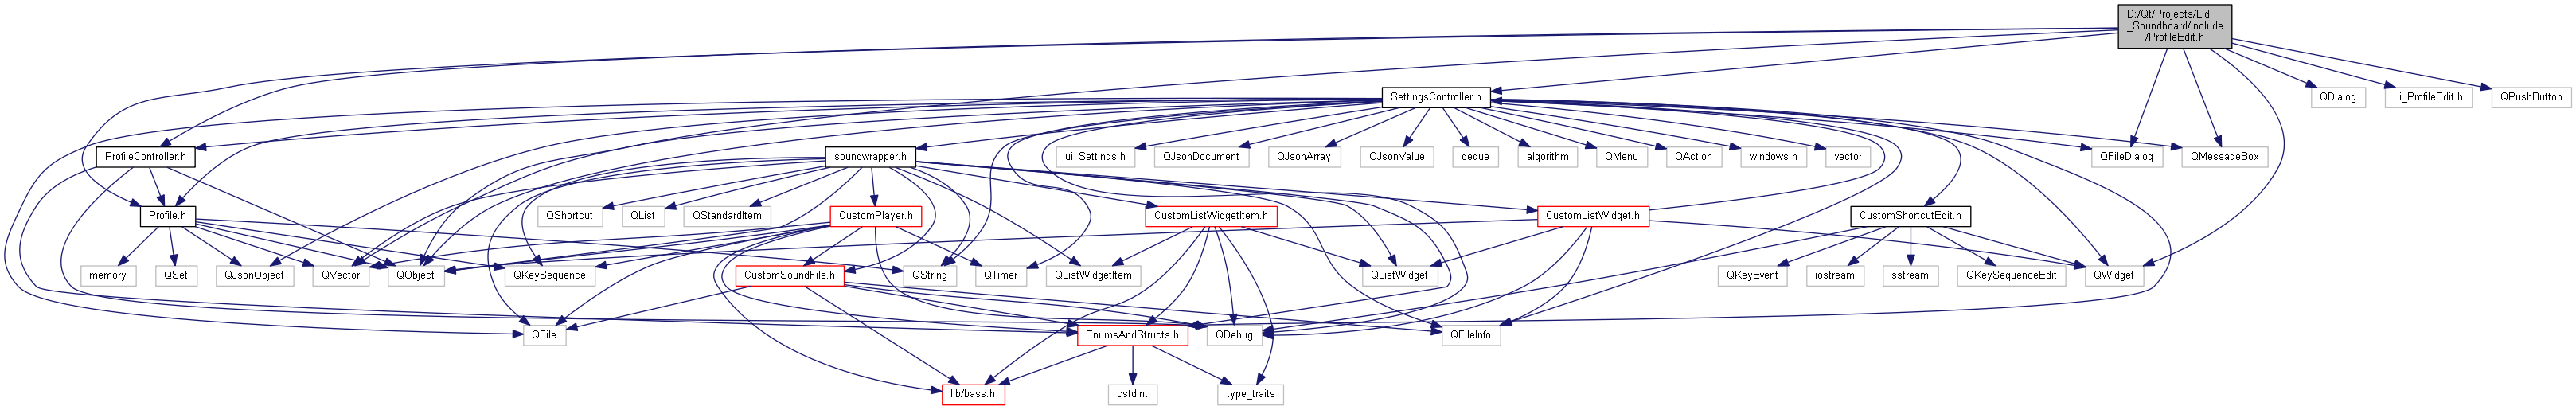 D:/Qt/Projects/Lidl
_Soundboard/include
/ProfileEdit.h
SettingsController.h
QDialog
ui_ProfileEdit.h
QPushButton
ProfileController.h
soundwrapper.h
ui_Settings.h
QJsonDocument
QJsonArray
QJsonValue
deque
algorithm
QMenu
QAction
windows.h
vector
QFileDialog
QMessageBox
Profile.h
QShortcut
QList
QStandardItem
CustomPlayer.h
CustomListWidgetItem.h
CustomListWidget.h
CustomShortcutEdit.h
memory
QSet
QJsonObject
QVector
QObject
QKeySequence
CustomSoundFile.h
QString
QTimer
QListWidgetItem
QListWidget
QKeyEvent
iostream
sstream
QKeySequenceEdit
QWidget
QFile
EnumsAndStructs.h
QDebug
QFileInfo
lib/bass.h
cstdint
type_traits